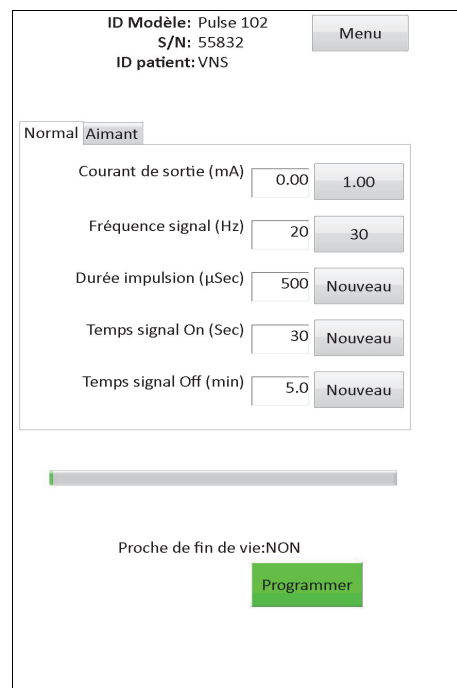 ID Modèle: Pulse 102
Menu
S/N: 55832
ID patient: VNS
Normal Aimant
Courant de sortie (mA) 0.00 1.00
Fréquence signal (Hz) 20 30
Durée impulsion (µSec) 500 Nouveau
Temps signal On (Sec) 30 Nouveau
Temps signal Off (min) 5.0 Nouveau
Proche de fin de vie:NON
Programmer